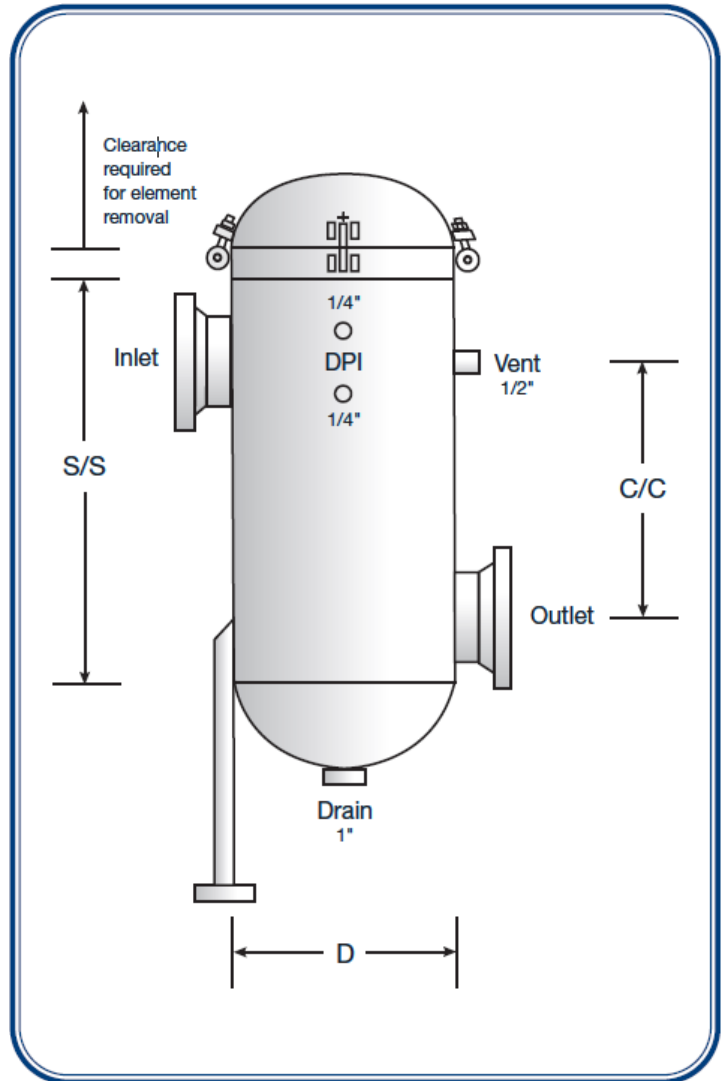 Clearance
required
for element
removal
1/4"
Inlet
DPI
Vent
1/2"
1/4"
S/S
C/C
Outlet
Drain
1"
D